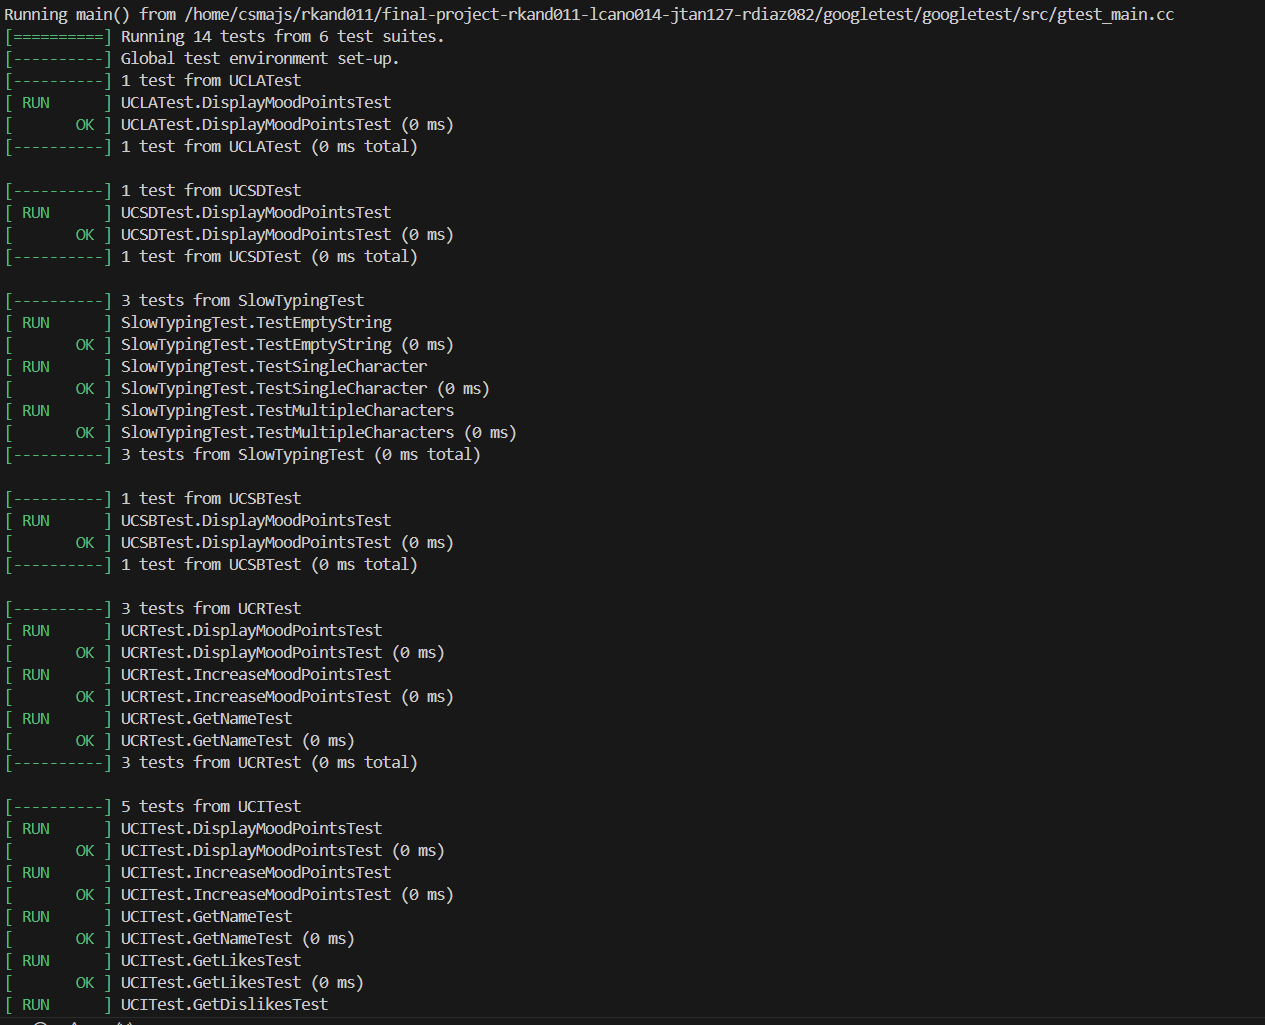 Running main() from /home/csmajs/rkand011/final-project-rkand011-lcano014-jtan127-rdiaz082/googletest/googletest/src/gtest_main.cc
[==========] Running 14 tests from 6 test suites.
[----------] Global test environment set-up.
[----------] 1 test from UCLATest
[ RUN      ] UCLATest.DisplayMoodPointsTest
[       OK ] UCLATest.DisplayMoodPointsTest (0 ms)
[----------] 1 test from UCLATest (0 ms total)

[----------] 1 test from UCSDTest
[ RUN      ] UCSDTest.DisplayMoodPointsTest
[       OK ] UCSDTest.DisplayMoodPointsTest (0 ms)
[----------] 1 test from UCSDTest (0 ms total)

[----------] 3 tests from SlowTypingTest
[ RUN      ] SlowTypingTest.TestEmptyString
[       OK ] SlowTypingTest.TestEmptyString (0 ms)
[ RUN      ] SlowTypingTest.TestSingleCharacter
[       OK ] SlowTypingTest.TestSingleCharacter (0 ms)
[ RUN      ] SlowTypingTest.TestMultipleCharacters
[       OK ] SlowTypingTest.TestMultipleCharacters (0 ms)
[----------] 3 tests from SlowTypingTest (0 ms total)

[----------] 1 test from UCSBTest
[ RUN      ] UCSBTest.DisplayMoodPointsTest
[       OK ] UCSBTest.DisplayMoodPointsTest (0 ms)
[----------] 1 test from UCSBTest (0 ms total)

[----------] 3 tests from UCRTest
[ RUN      ] UCRTest.DisplayMoodPointsTest
[       OK ] UCRTest.DisplayMoodPointsTest (0 ms)
[ RUN      ] UCRTest.IncreaseMoodPointsTest
[       OK ] UCRTest.IncreaseMoodPointsTest (0 ms)
[ RUN      ] UCRTest.GetNameTest
[       OK ] UCRTest.GetNameTest (0 ms)
[----------] 3 tests from UCRTest (0 ms total)

[----------] 5 tests from UCITest
[ RUN      ] UCITest.DisplayMoodPointsTest
[       OK ] UCITest.DisplayMoodPointsTest (0 ms)
[ RUN      ] UCITest.IncreaseMoodPointsTest
[       OK ] UCITest.IncreaseMoodPointsTest (0 ms)
[ RUN      ] UCITest.GetNameTest
[       OK ] UCITest.GetNameTest (0 ms)
[ RUN      ] UCITest.GetLikesTest
[       OK ] UCITest.GetLikesTest (0 ms)
[ RUN      ] UCITest.GetDislikesTest